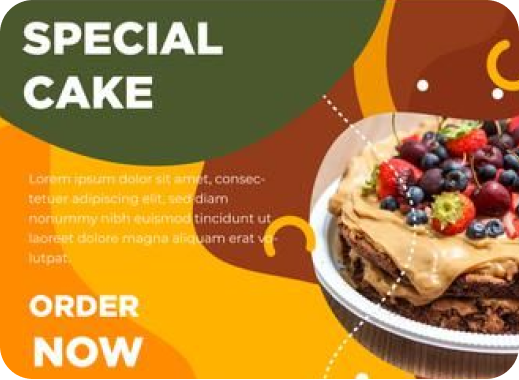 SPECIAL
CAKE
Lorem ipsum dolor sit amet, consec-
tetuer adipiscing elit, sed diam
nonummy nibh euismod tincidunt ut
laoreet dolore magna aliquam erat vo-
lutpat.
ORDER
NOW